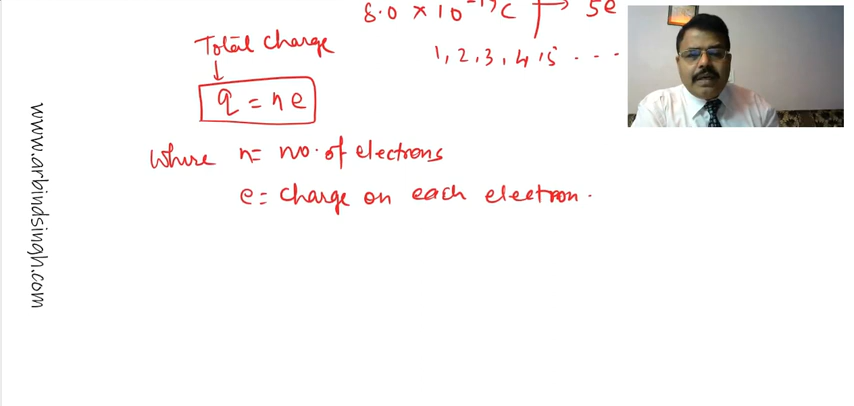 8.0 × 10⁻¹⁹C → 5e
Total Charge
1, 2, 3, 4, 5 . . . .
q = ne
Where n= no. of electrons
e = Charge on each electron.
www.arbindsingh.com